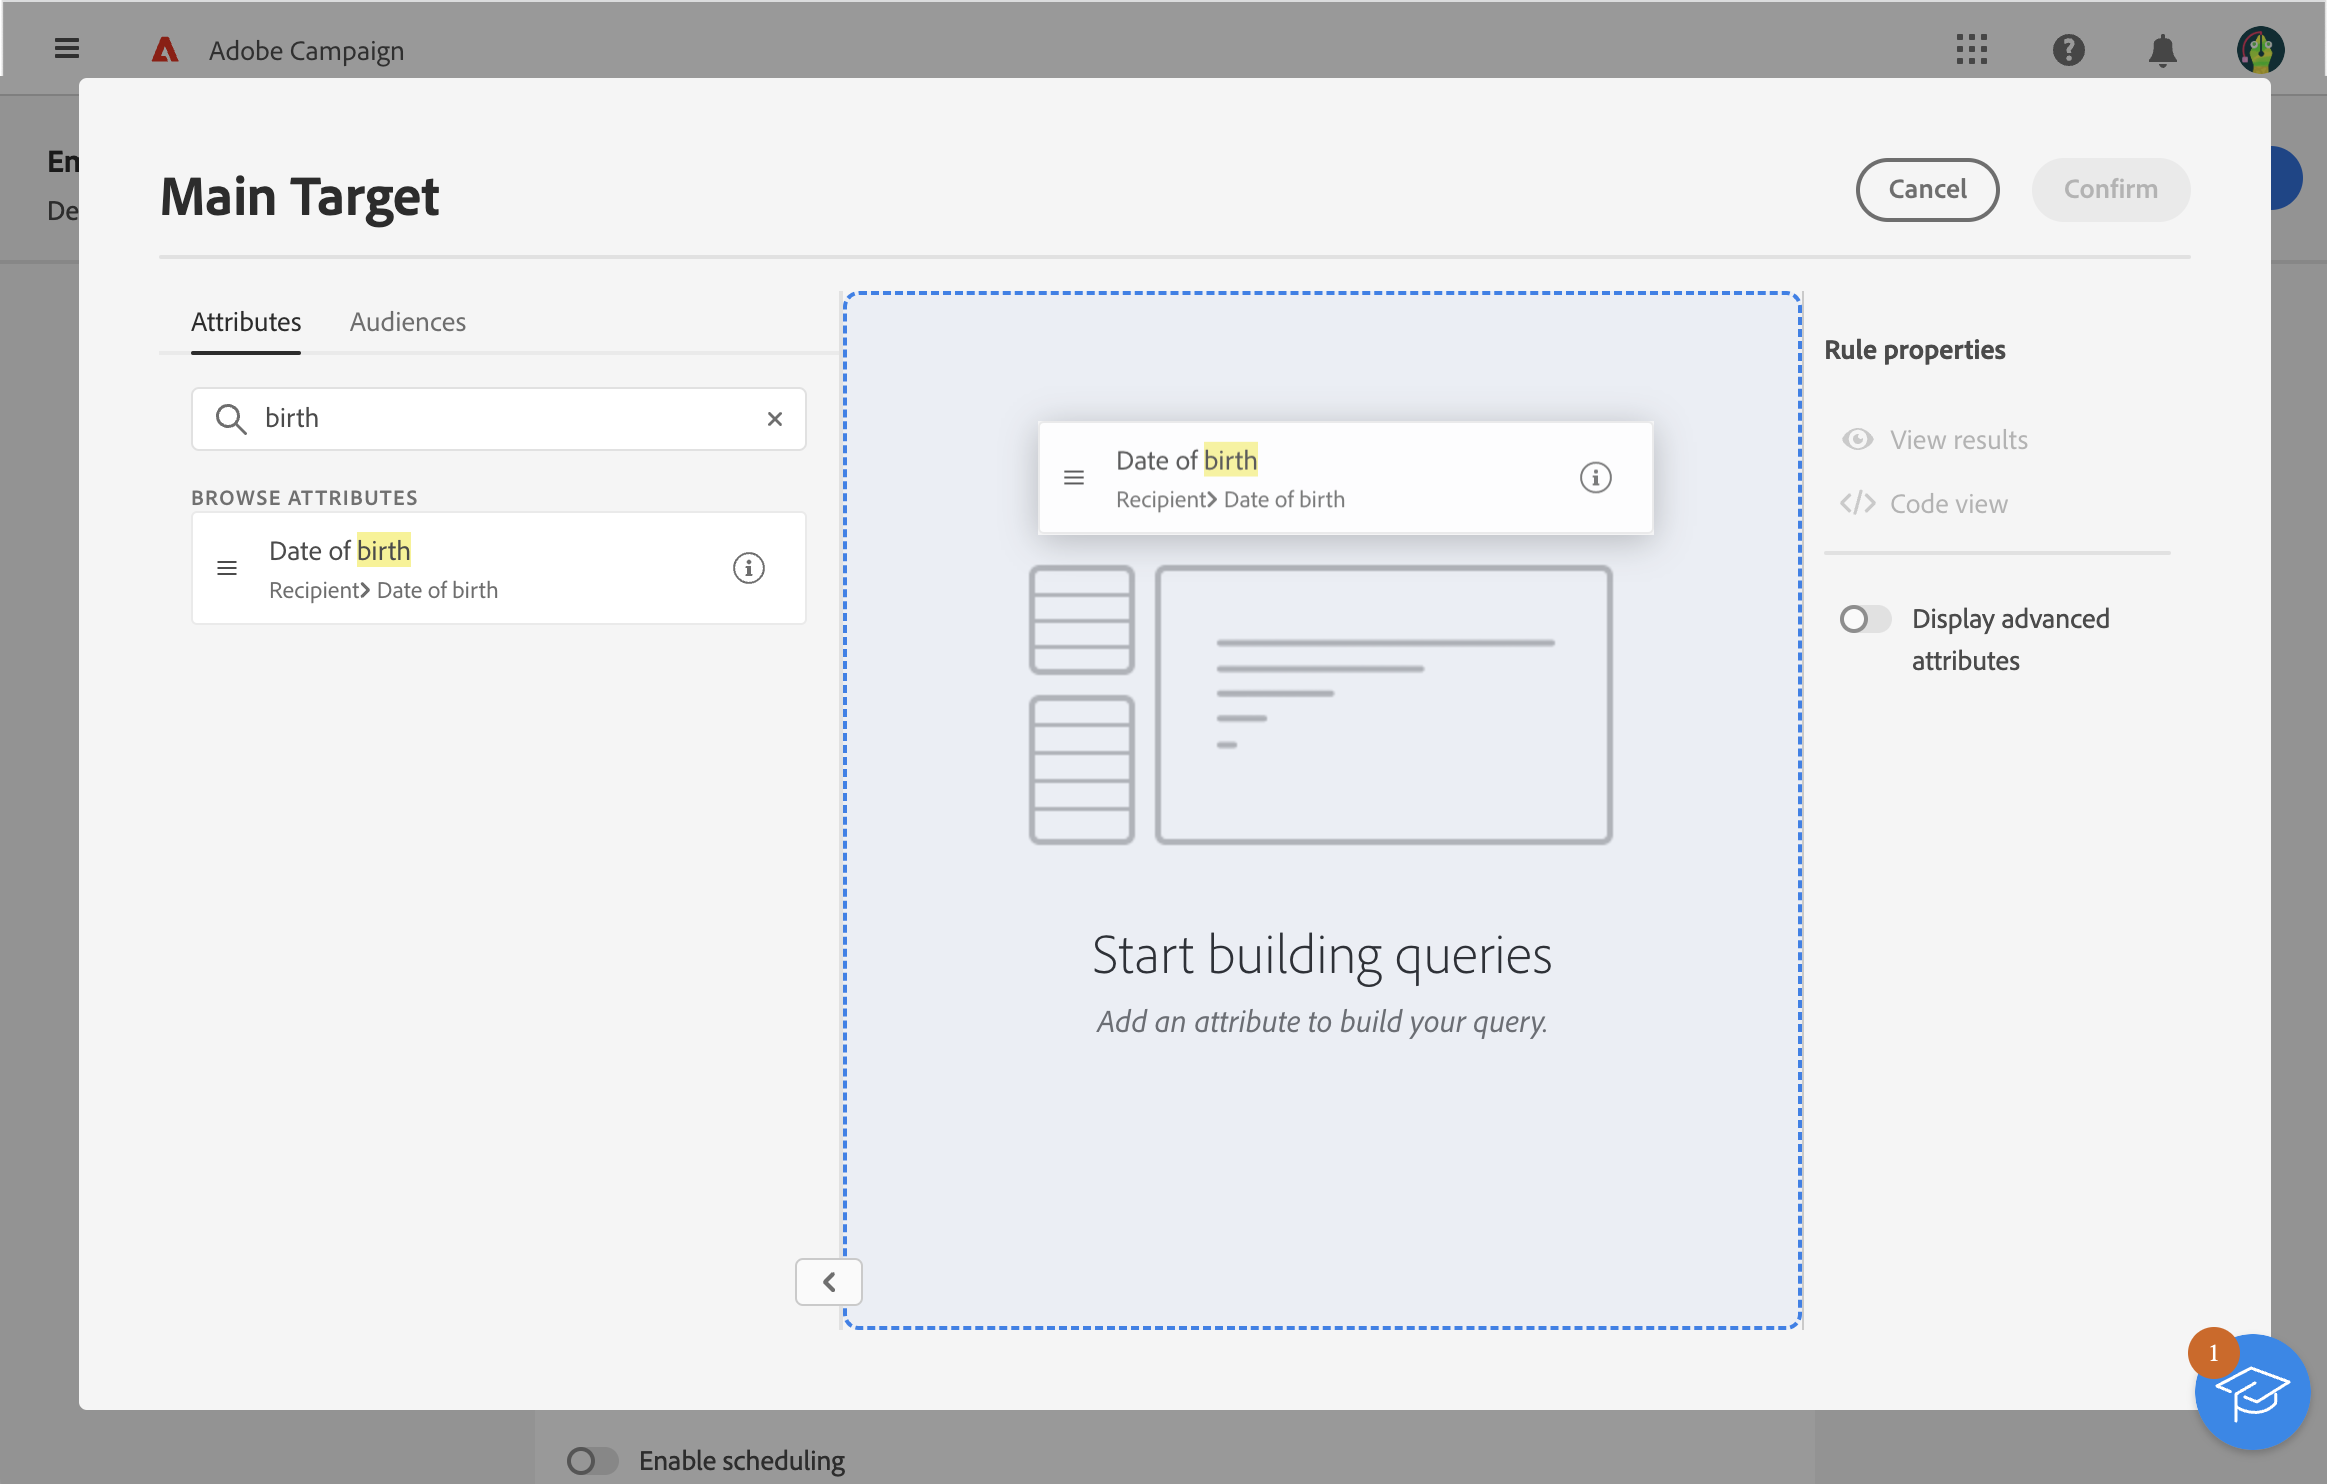 Adobe Campaign
En
De
Main Target
Cancel
Confirm
Attributes
Audiences
birth
BROWSE ATTRIBUTES
Date of birth
Recipient> Date of birth
Date of birth
Recipient> Date of birth
Start building queries
Add an attribute to build your query.
Rule properties
View results
Code view
Display advanced
attributes
1
Enable scheduling